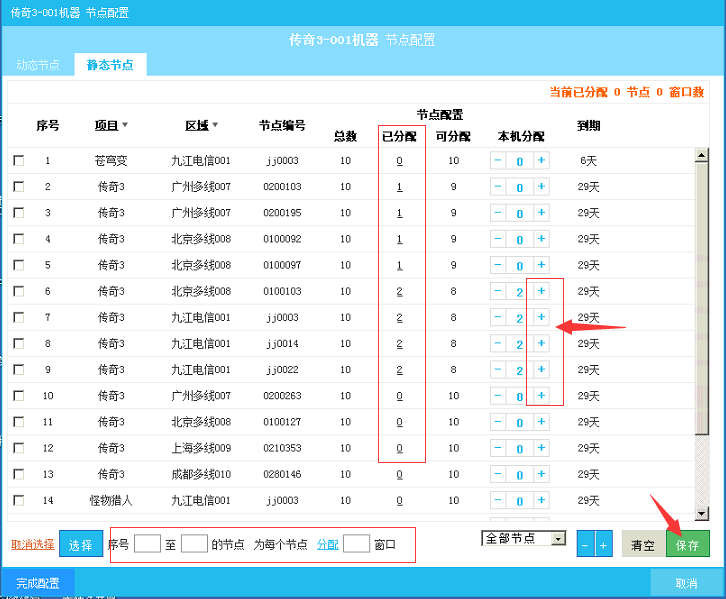 传奇3-001机器 节点配置
传奇3-001机器 节点配置
动态节点 静态节点
当前已分配 0 节点 0 窗口数
序号 项目▼ 区域▼ 节点编号 节点配置 到期
总数 已分配 可分配 本机分配
1 苍穹变 九江电信001 jj0003 10 0 10 - 0 + 6天
2 传奇3 广州多线007 0200103 10 1 9 - 0 + 29天
3 传奇3 广州多线007 0200195 10 1 9 - 0 + 29天
4 传奇3 北京多线008 0100092 10 1 9 - 0 + 29天
5 传奇3 北京多线008 0100097 10 1 9 - 0 + 29天
6 传奇3 北京多线008 0100103 10 2 8 - 2 + 29天
7 传奇3 九江电信001 jj0003 10 2 8 - 2 + 29天
8 传奇3 九江电信001 jj0014 10 2 8 - 2 + 29天
9 传奇3 九江电信001 jj0022 10 2 8 - 2 + 29天
10 传奇3 广州多线007 0200263 10 0 10 - 0 + 29天
11 传奇3 北京多线008 0100127 10 0 10 - 0 + 29天
12 传奇3 上海多线009 0210353 10 0 10 - 0 + 29天
13 传奇3 成都多线010 0280146 10 0 10 - 0 + 29天
14 怪物猎人 九江电信001 jj0003 10 0 10 - 0 + 29天
取消选择 选择 序号 至 的节点 为每个节点 分配 窗口 全部节点 - + 清空 保存
完成配置 取消